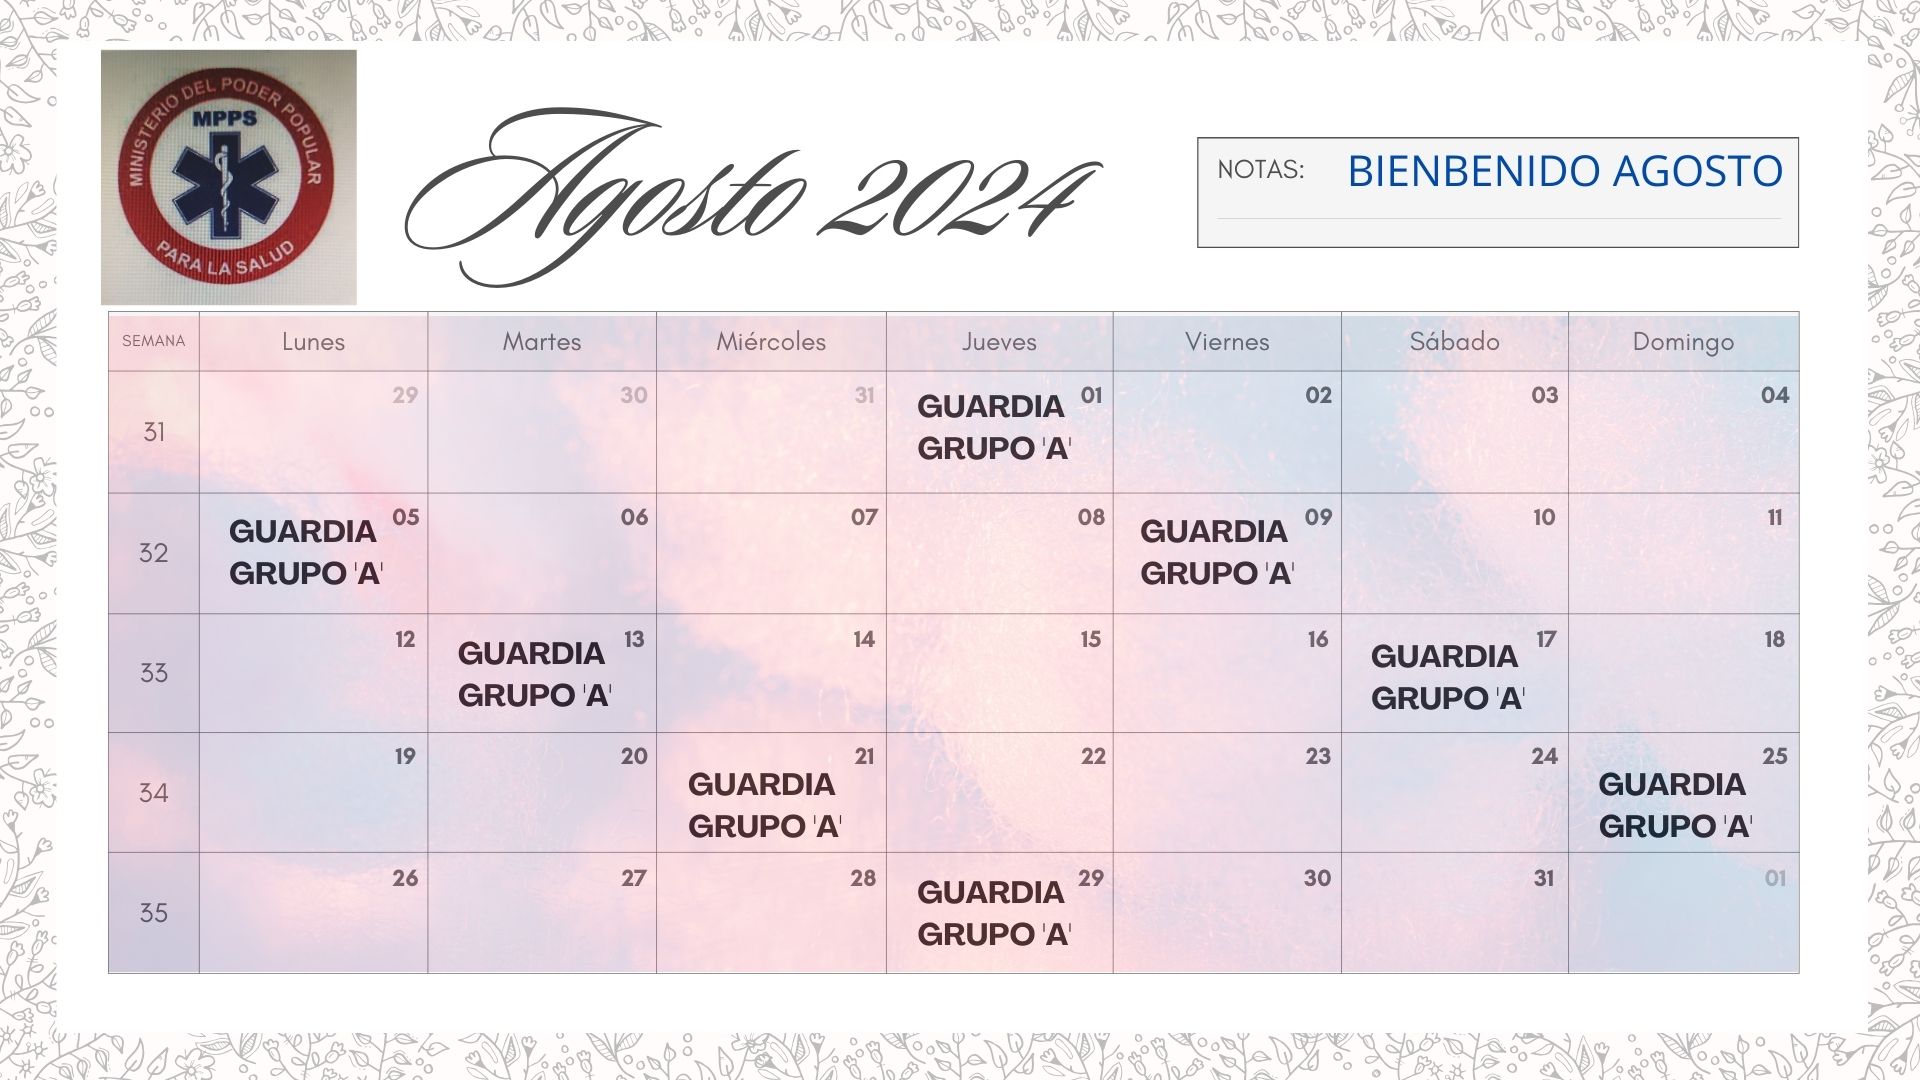 MINISTERIO DEL PODER POPULAR
MPPS
PARA LA SALUD
Agosto 2024
NOTAS: BIENBENIDO AGOSTO
SEMANA Lunes Martes Miércoles Jueves Viernes Sábado Domingo
31 29 30 31 GUARDIA 01 02 03 04
GRUPO 'A'
32 GUARDIA 05 06 07 08 GUARDIA 09 10 11
GRUPO 'A' GRUPO 'A'
33 12 GUARDIA 13 14 15 16 GUARDIA 17 18
GRUPO 'A' GRUPO 'A'
34 19 20 21 22 23 24 25
GUARDIA GUARDIA
GRUPO 'A' GRUPO 'A'
35 26 27 28 GUARDIA 29 30 31 01
GRUPO 'A'